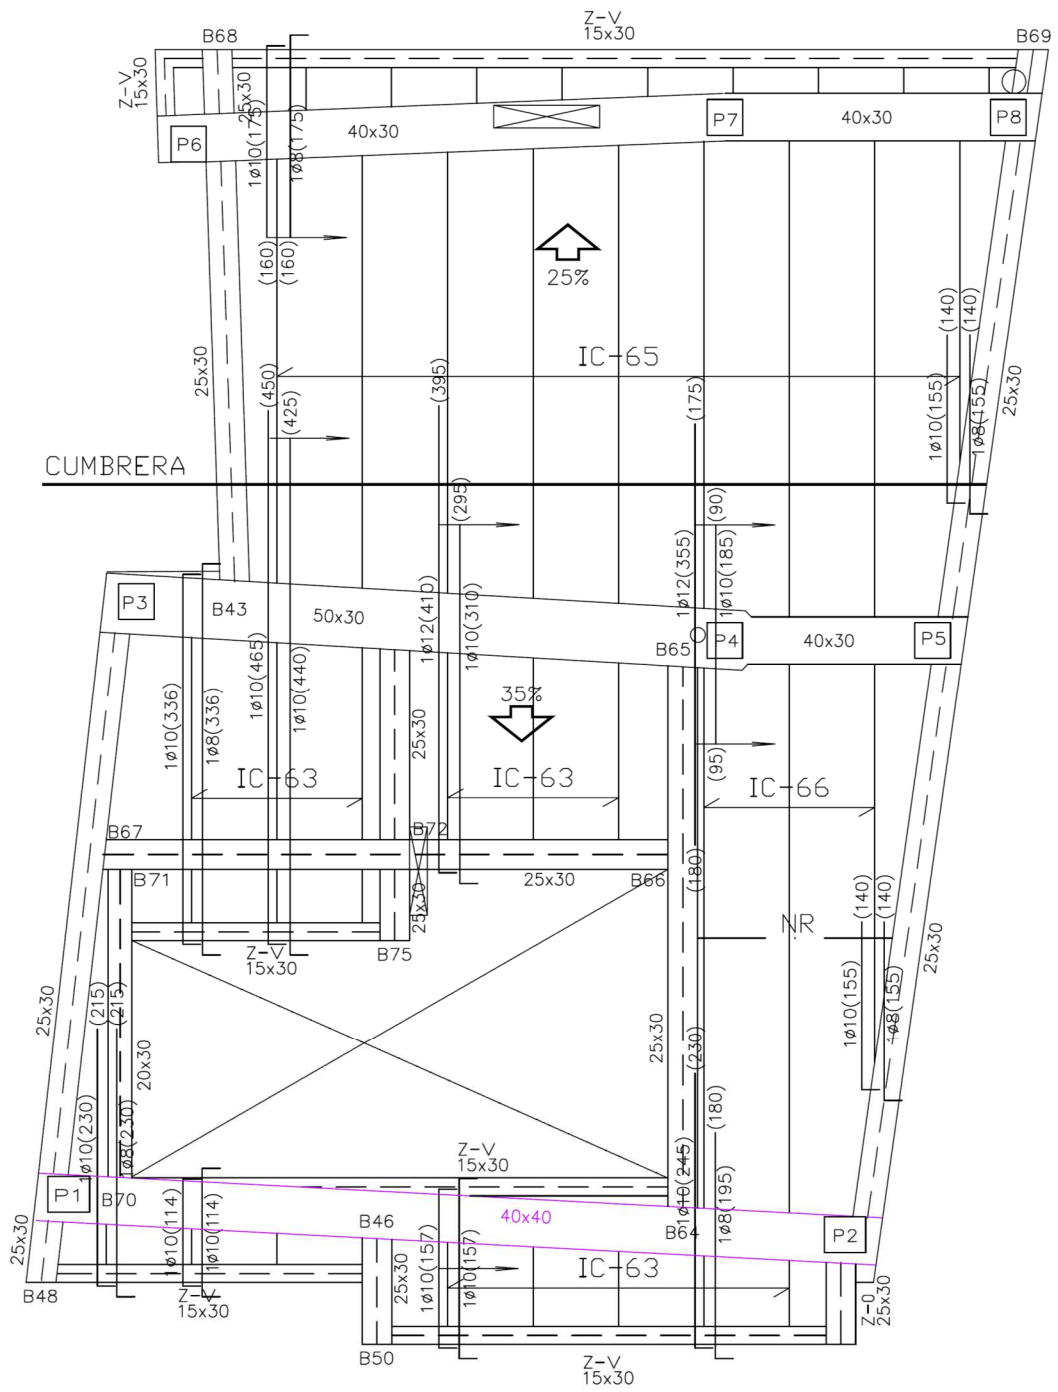 Z-V
15x30
B68
B69
Z-V
15x30
25x30
1ø10(175)
1ø8(175)
P6
40x30
P7
40x30
P8
(160)
(160)
25%
(140)
(140)
IC-65
25x30
25x30
(450)
(425)
(395)
(175)
1ø10(155)
1ø8(155)
CUMBRERA
(295)
(90)
1ø12(355)
1ø10(185)
P3
B43
50x30
1ø12(410)
1ø10(310)
B65
P4
40x30
P5
1ø10(465)
1ø10(440)
1ø10(336)
1ø8(336)
35%
25x30
(95)
IC-63
IC-63
IC-66
B67
B72
B71
25x30
B66
(180)
25x30
(140)
(140)
NR
25x30
Z-V
15x30
B75
25x30
(215)
(215)
20x30
25x30
(230)
1ø10(155)
1ø8(155)
(180)
1ø10(230)
1ø8(230)
Z-V
15x30
1ø10(245)
1ø8(195)
P1
B70
1ø10(114)
1ø10(114)
B46
40x40
B64
P2
25x30
1ø10(157)
1ø10(157)
25x30
IC-63
B48
Z-V
15x30
Z-0
25x30
B50
Z-V
15x30